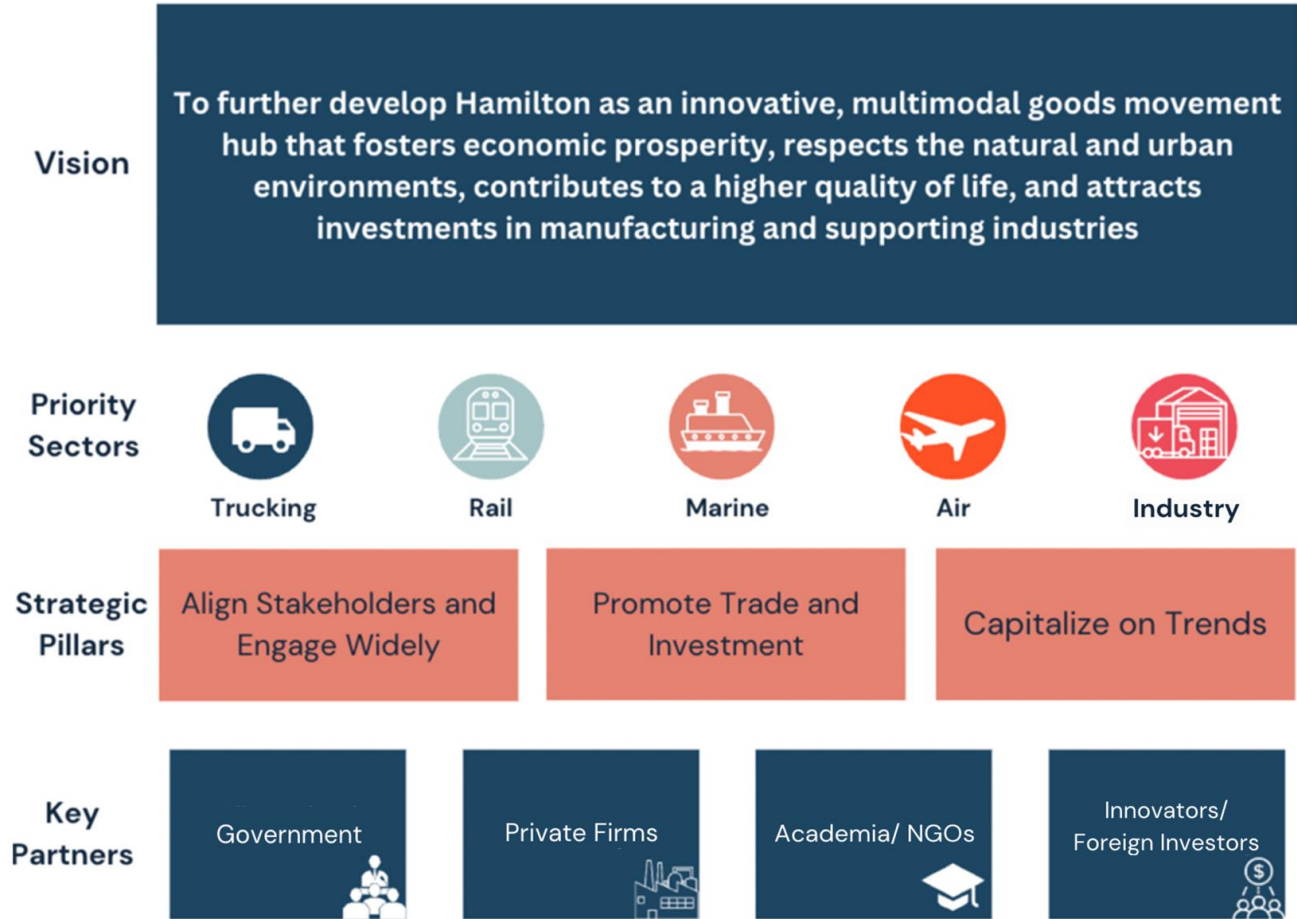 Vision
To further develop Hamilton as an innovative, multimodal goods movement
hub that fosters economic prosperity, respects the natural and urban
environments, contributes to a higher quality of life, and attracts
investments in manufacturing and supporting industries
Priority
Sectors
Trucking
Rail
Marine
Air
Industry
Strategic
Pillars
Align Stakeholders and
Engage Widely
Promote Trade and
Investment
Capitalize on Trends
Key
Partners
Government
Private Firms
Academia/ NGOs
Innovators/
Foreign Investors
$